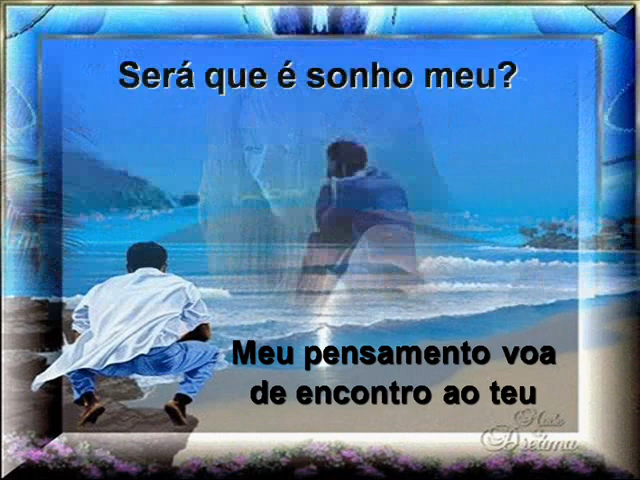 Será que é sonho meu?
Meu pensamento voa
de encontro ao teu